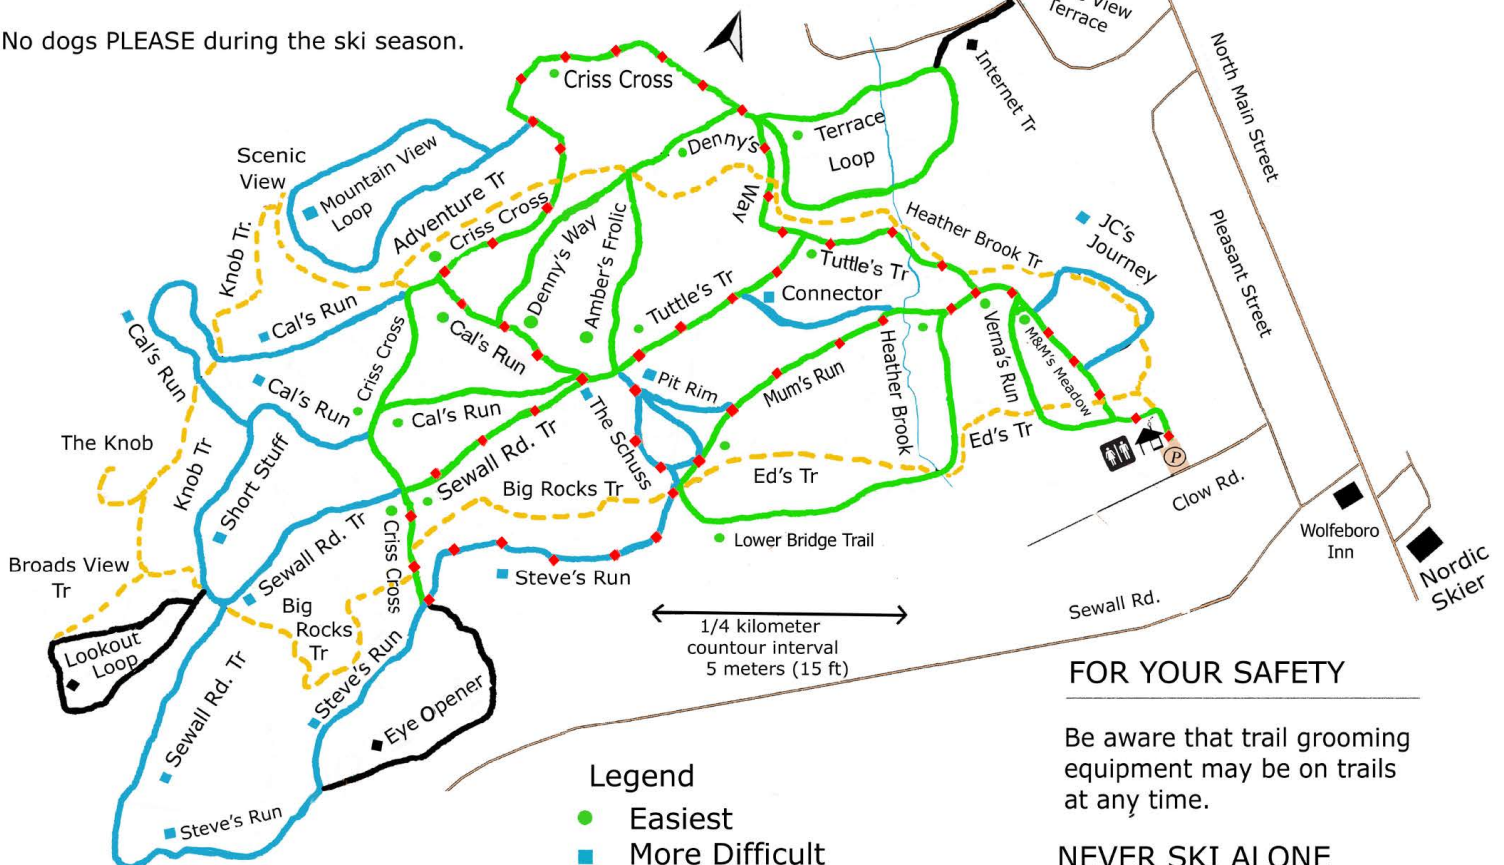 No dogs PLEASE during the ski season.
View
Terrace
Internet Tr
North Main Street
Criss Cross
Terrace
Loop
Denny's
Way
Scenic
View
Mountain View
Loop
Adventure Tr
Criss Cross
Knob Tr.
Denny's Way
Amber's Frolic
Heather Brook Tr
JC's
Journey
Pleasant Street
Tuttle's Tr
Tuttle's Tr
Connector
Cal's Run
Cal's Run
Criss Cross
Cal's Run
Heather Brook
Verna's Run
M&M's Meadow
Cal's Run
Cal's Run
Pit Rim
Mum's Run
The Schuss
The Knob
Knob Tr
Short Stuff
Sewall Rd. Tr
Ed's Tr
Ed's Tr
P
Big Rocks Tr
Clow Rd.
Wolfeboro
Inn
Nordic
Skier
Criss Cross
Sewall Rd. Tr
Lower Bridge Trail
Broads View
Tr
Steve's Run
Big
Rocks
Tr
Sewall Rd.
1/4 kilometer
countour interval
5 meters (15 ft)
Lookout
Loop
Steve's Run
Sewall Rd. Tr
Eye Opener
Steve's Run
FOR YOUR SAFETY
Be aware that trail grooming
equipment may be on trails
at any time.
NEVER SKI ALONE
Legend
Easiest
More Difficult